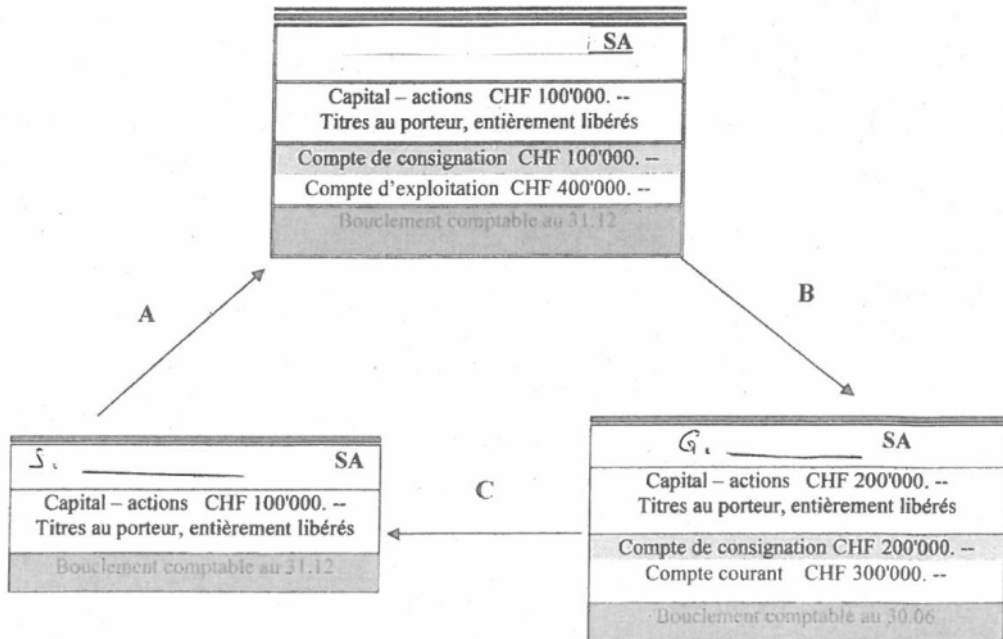 SA
Capital – actions CHF 100'000. --
Titres au porteur, entièrement libérés
Compte de consignation CHF 100'000. --
Compte d'exploitation CHF 400'000. --
Bouclement comptable au 31.12
A
B
S. SA
Capital – actions CHF 100'000. --
Titres au porteur, entièrement libérés
Bouclement comptable au 31.12
C
G. SA
Capital – actions CHF 200'000. --
Titres au porteur, entièrement libérés
Compte de consignation CHF 200'000. --
Compte courant CHF 300'000. --
Bouclement comptable au 30.06